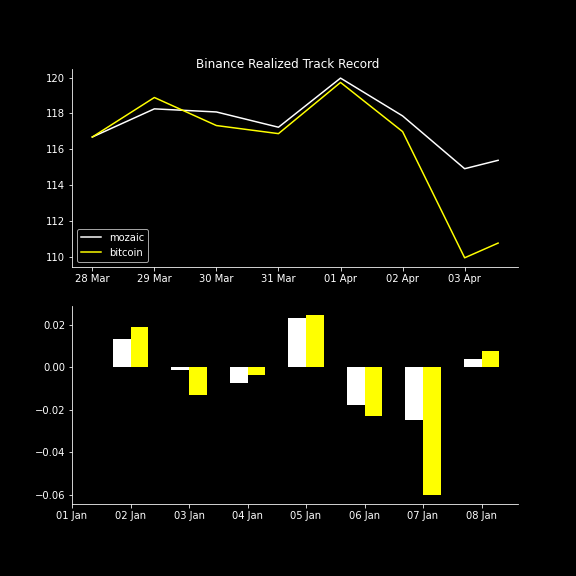 Binance Realized Track Record
120
118
116
114
112
110
mozaic
bitcoin
28 Mar 29 Mar 30 Mar 31 Mar 01 Apr 02 Apr 03 Apr
0.02
0.00
−0.02
−0.04
−0.06
01 Jan 02 Jan 03 Jan 04 Jan 05 Jan 06 Jan 07 Jan 08 Jan